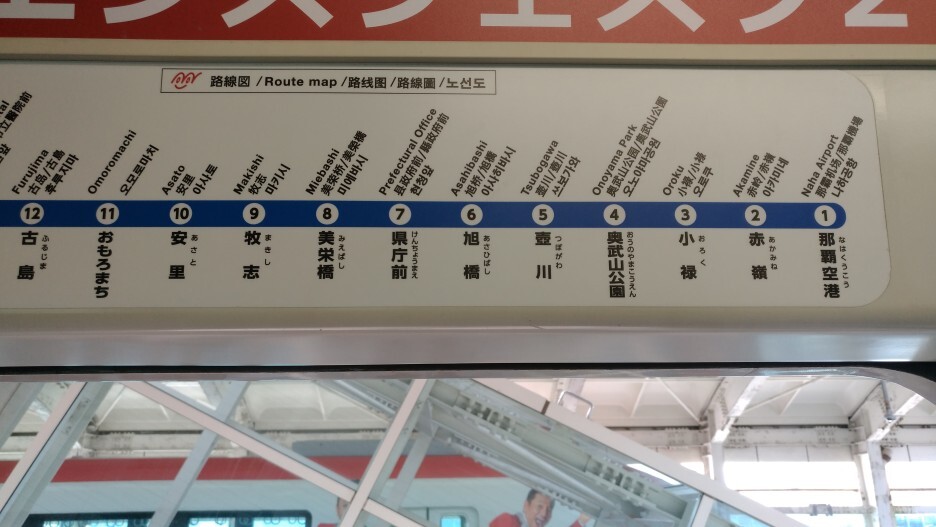 路線図 /Route map/路线图/路線圖/노선도
Furujima
古岛/古島
후루지마
Omoromachi
오모로마치
Asato
安里
아사토
Makishi
牧志
마키시
Miebashi
美荣桥/美榮橋
미에바시
Prefectural Office
县政府前/縣政府前
현청앞
Asahibashi
旭桥/旭橋
아사히바시
Tsubogawa
壶川/壺川
쓰보가와
Onoyama Park
奥武山公园/奧武山公園
오노야마공원
Oroku
小禄/小祿
오로쿠
Akamine
赤岭/赤嶺
아카미네
Naha Airport
那霸机场/那霸機場
나하공항
12
11
10
9
8
7
6
5
4
3
2
1
古島
ふるじま
おもろまち
安里
あさと
牧志
まきし
美栄橋
みえばし
県庁前
けんちょうまえ
旭橋
あさひばし
壺川
つぼがわ
奥武山公園
おうのやまこうえん
小禄
おろく
赤嶺
あかみね
那覇空港
なはくうこう